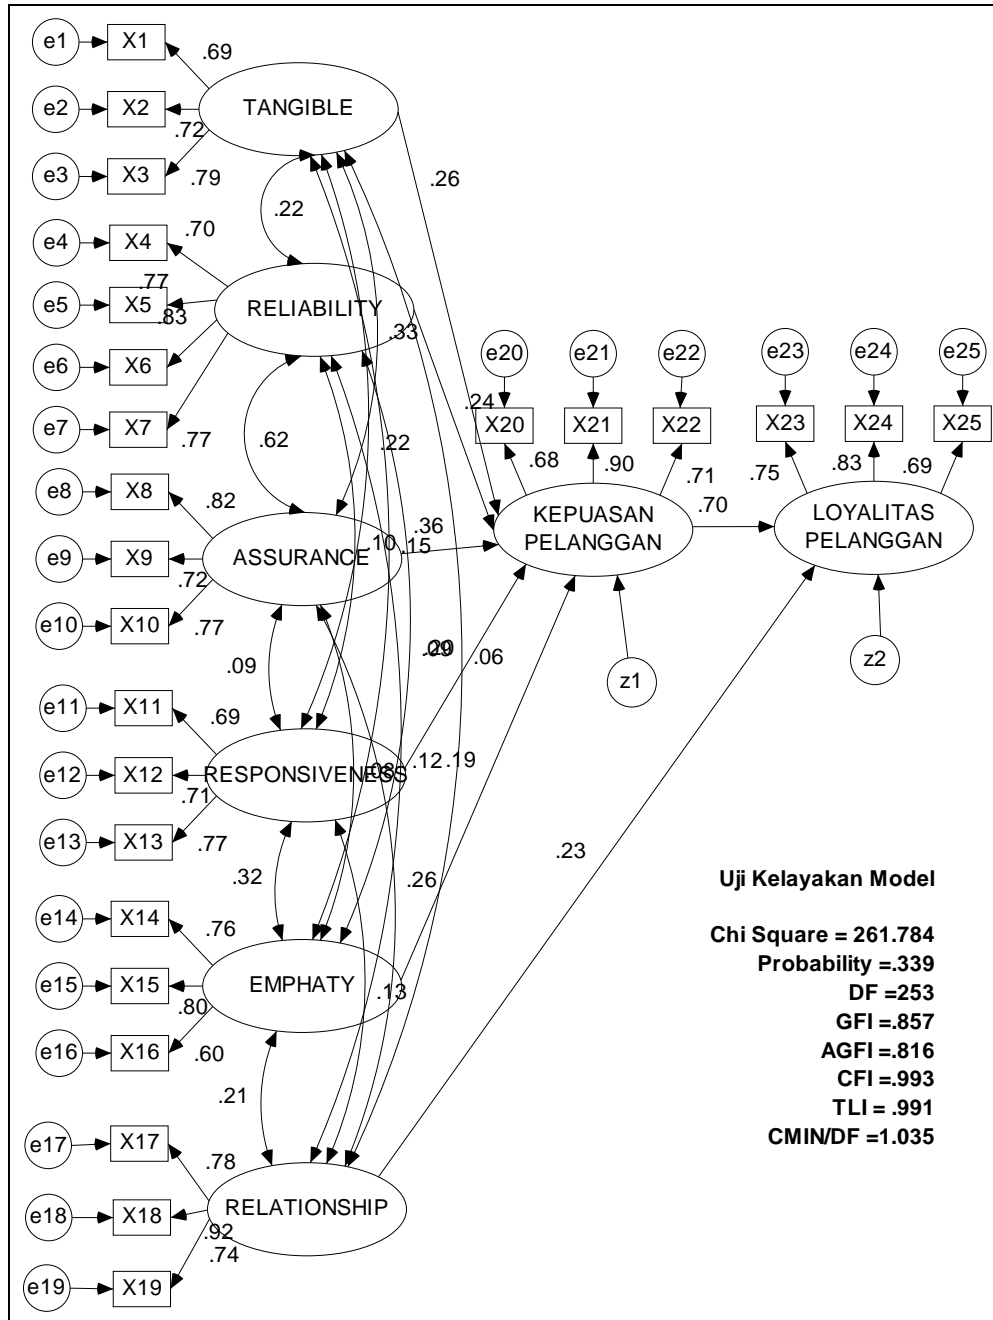 e1
X1
.69
e2
X2
TANGIBLE
.72
e3
X3
.79
.26
.22
e4
X4
.70
.77
e5
X5
RELIABILITY
.83
.33
e6
X6
e20
e21
e22
e23
e24
e25
.24
e7
X7
.77
.62
.22
X20
X21
X22
X23
X24
X25
.68
.90
.71
.75
.83
.69
e8
X8
.82
.70
.36
KEPUASAN
PELANGGAN
LOYALITAS
PELANGGAN
e9
X9
ASSURANCE
.10
.15
.72
e10
X10
.77
.09
.09
.06
z1
z2
e11
X11
.69
e12
X12
RESPONSIVENESS
.12
.19
.71
e13
X13
.77
.32
.26
.23
Uji Kelayakan Model
e14
X14
.76
Chi Square = 261.784
Probability =.339
e15
X15
EMPHATY
.13
DF =253
.80
GFI =.857
e16
X16
.60
AGFI =.816
CFI =.993
.21
TLI = .991
CMIN/DF =1.035
e17
X17
.78
e18
X18
RELATIONSHIP
.92
.74
e19
X19